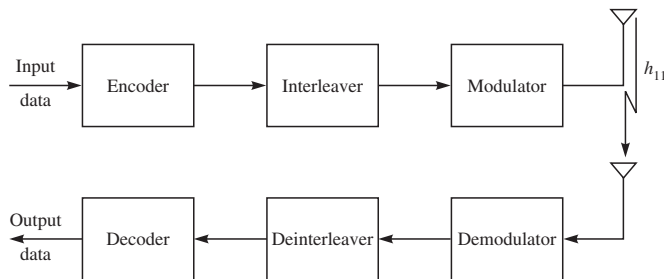 Input
data
Encoder
Interleaver
Modulator
h11
Output
data
Decoder
Deinterleaver
Demodulator